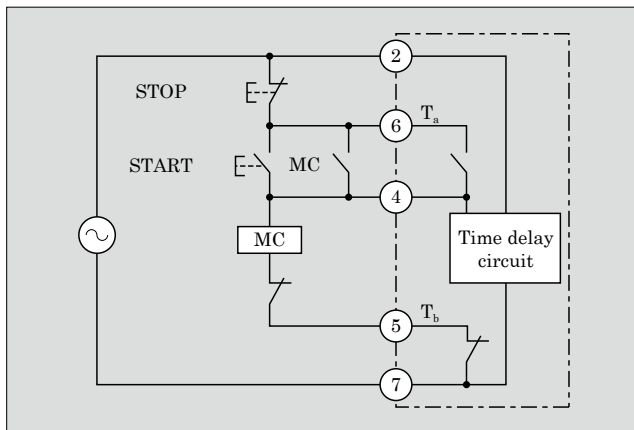 2
STOP
6 Ta
START MC
4
MC
Time delay
circuit
5 Tb
7